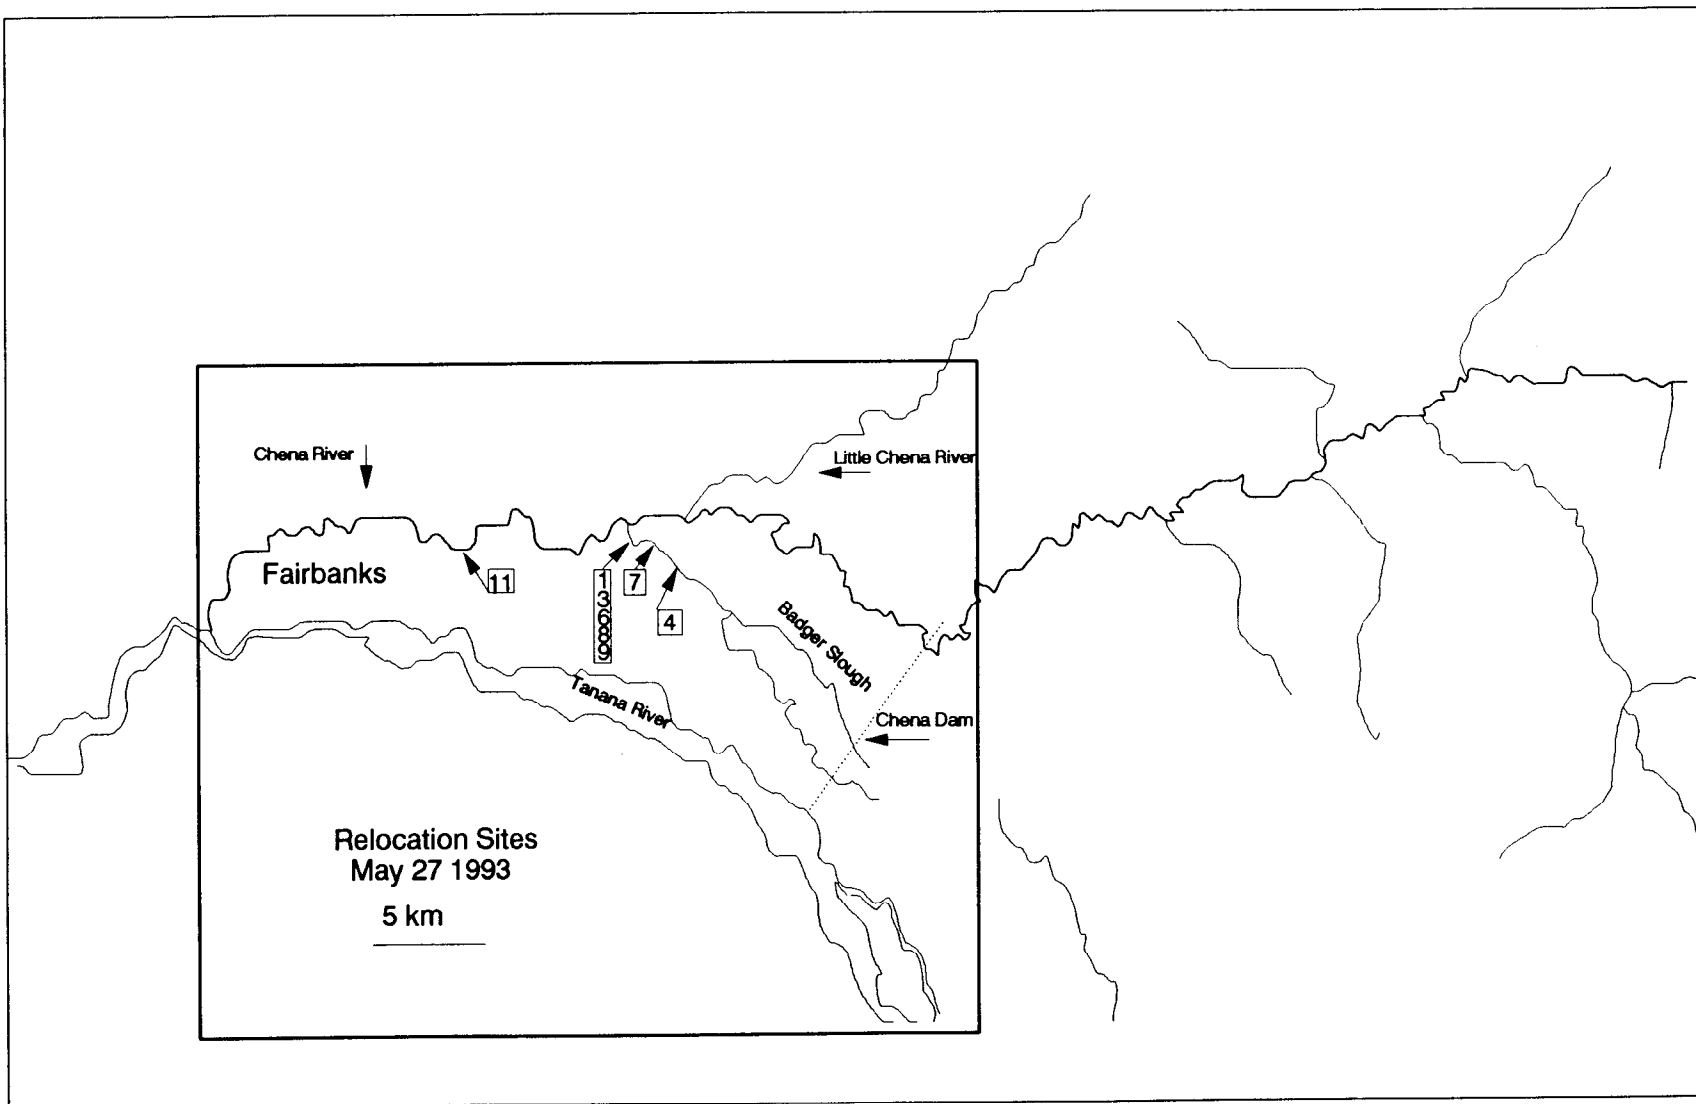 Chena River
Little Chena River
Fairbanks
11
1
3
6
8
9
7
4
Badger Slough
Tanana River
Chena Dam
Relocation Sites
May 27 1993
5 km